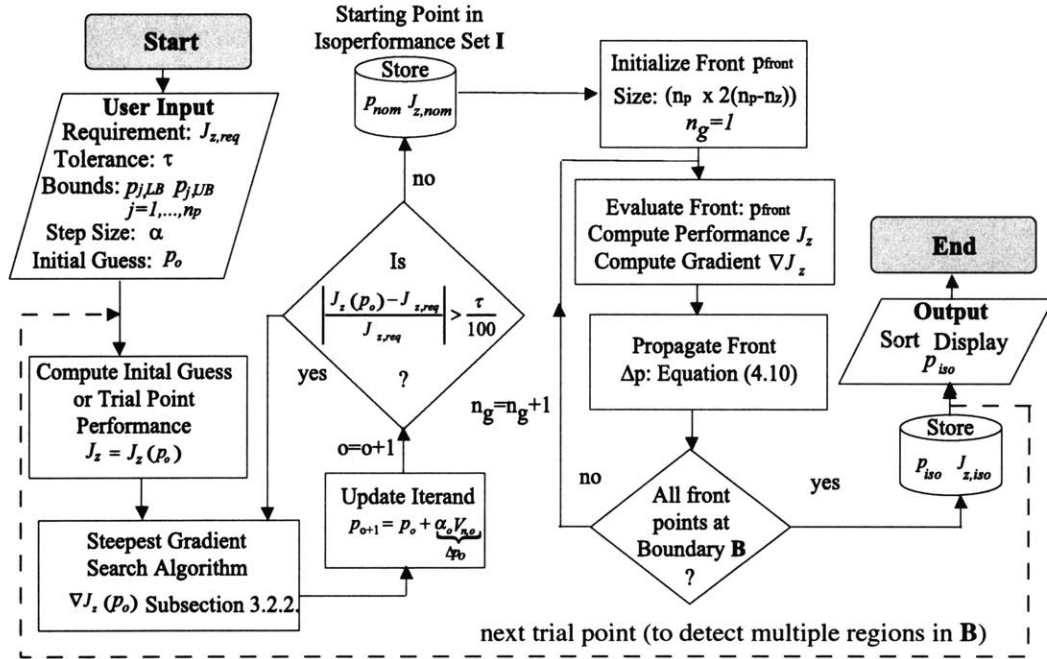 Start
User Input
Requirement: J_z,req
Tolerance: τ
Bounds: p_j,LB p_j,UB
j=1,...,n_p
Step Size: α
Initial Guess: p_o
Compute Inital Guess
or Trial Point
Performance
J_z = J_z (p_o)
Steepest Gradient
Search Algorithm
∇J_z (p_o) Subsection 3.2.2.
Update Iterand
p_o+1 = p_o + α_o V_n,o
Δp_o
o=o+1
Is
| J_z (p_o) – J_z,req / J_z,req | > τ / 100
?
yes
no
Starting Point in
Isoperformance Set I
Store
p_nom J_z,nom
Initialize Front p_front
Size: (n_p x 2(n_p-n_z))
n_g=1
Evaluate Front: p_front
Compute Performance J_z
Compute Gradient ∇J_z
Propagate Front
Δp: Equation (4.10)
n_g=n_g+1
All front
points at
Boundary B
?
no
yes
Store
p_iso J_z,iso
Output
Sort Display
p_iso
End
next trial point (to detect multiple regions in B)